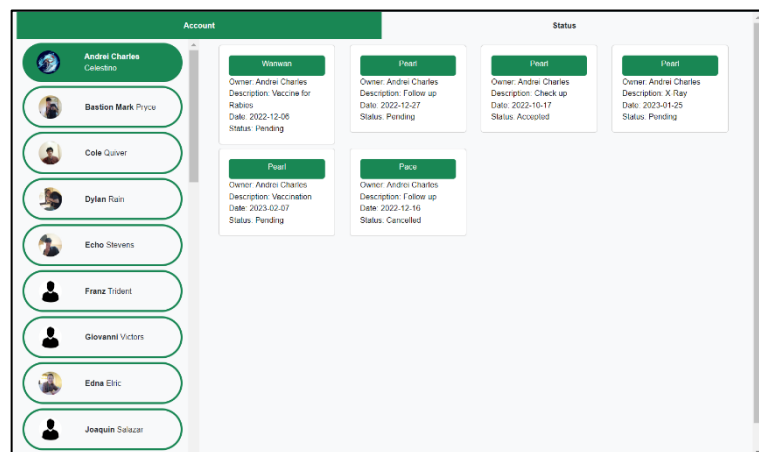 Account
Status
Andrei Charles
Celestino
Bastion Mark Pryce
Cole Quiver
Dylan Rain
Echo Stevens
Franz Trident
Giovanni Victors
Edna Elric
Joaquin Salazar
Wanwan
Owner: Andrei Charles
Description: Vaccine for
Rabies
Date: 2022-12-06
Status: Pending
Pearl
Owner: Andrei Charles
Description: Follow up
Date: 2022-12-27
Status: Pending
Pearl
Owner: Andrei Charles
Description: Check up
Date: 2022-10-17
Status: Accepted
Pearl
Owner: Andrei Charles
Description: X Ray
Date: 2023-01-25
Status: Pending
Pearl
Owner: Andrei Charles
Description: Vaccination
Date: 2023-02-07
Status: Pending
Pace
Owner: Andrei Charles
Description: Follow up
Date: 2022-12-16
Status: Cancelled